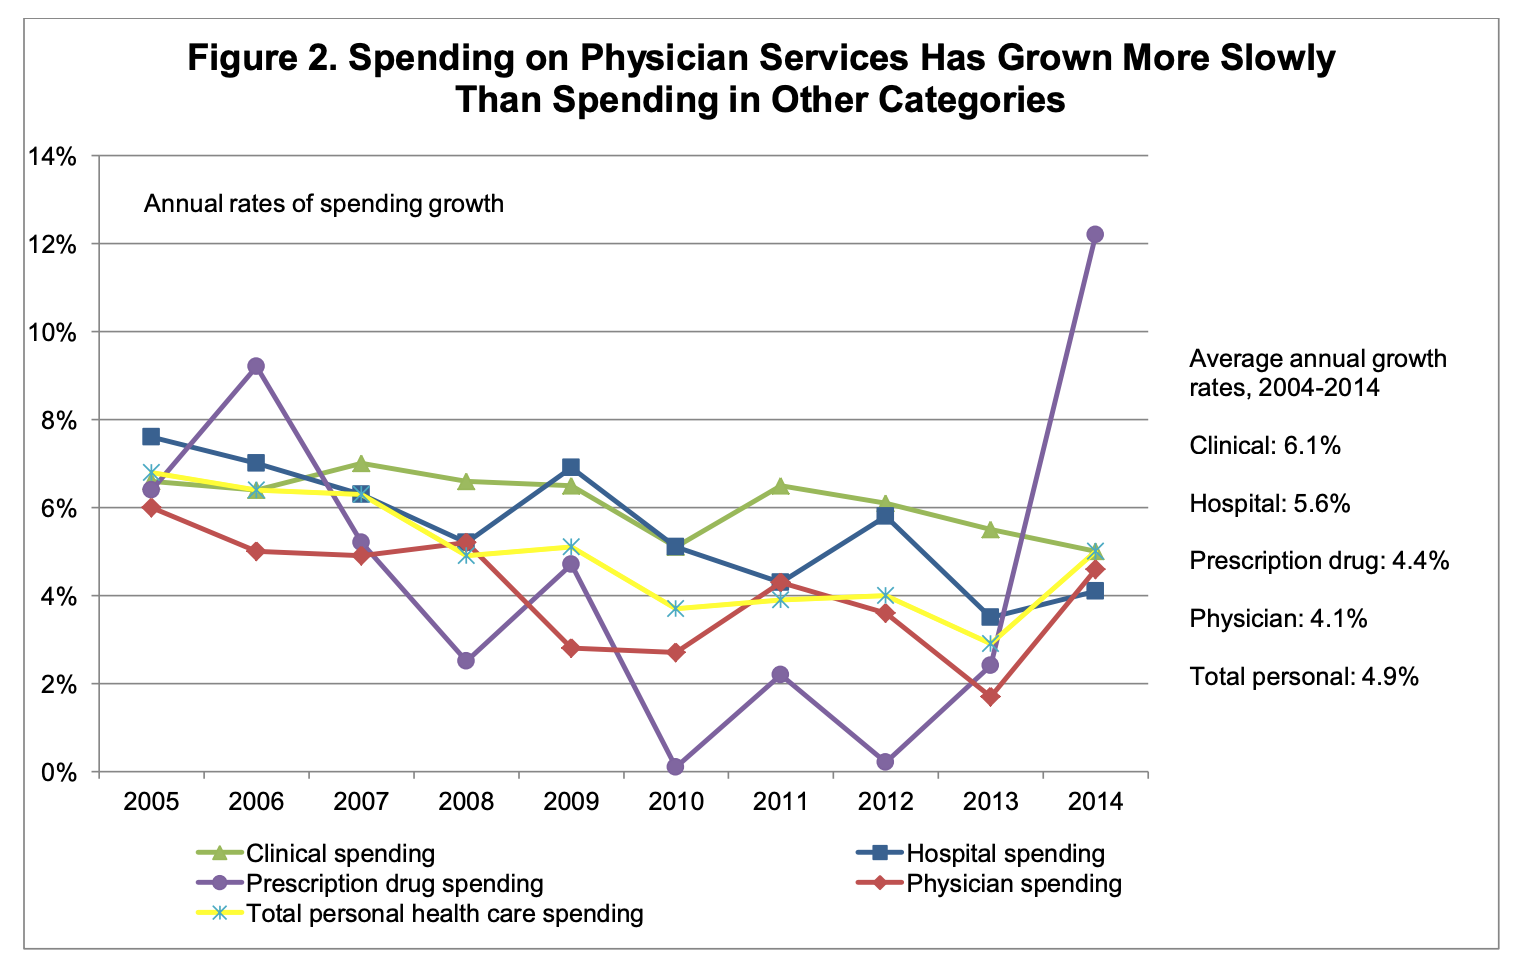 Figure 2. Spending on Physician Services Has Grown More Slowly
Than Spending in Other Categories
14%
Annual rates of spending growth
12%
10%
8%
6%
4%
2%
0%
2005 2006 2007 2008 2009 2010 2011 2012 2013 2014
Average annual growth
rates, 2004-2014
Clinical: 6.1%
Hospital: 5.6%
Prescription drug: 4.4%
Physician: 4.1%
Total personal: 4.9%
Clinical spending
Hospital spending
Prescription drug spending
Physician spending
Total personal health care spending